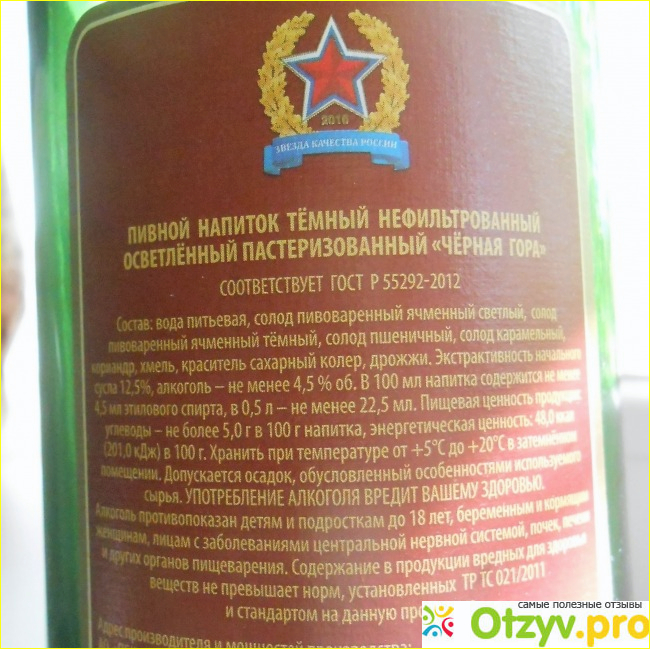 2016
ЗВЕЗДА КАЧЕСТВА РОССИИ
ПИВНОЙ НАПИТОК ТЁМНЫЙ НЕФИЛЬТРОВАННЫЙ
ОСВЕТЛЁННЫЙ ПАСТЕРИЗОВАННЫЙ «ЧЁРНАЯ ГОРА»
СООТВЕТСТВУЕТ ГОСТ Р 55292-2012
Состав: вода питьевая, солод пивоваренный ячменный светлый, солод
пивоваренный ячменный тёмный, солод пшеничный, солод карамельный,
кориандр, хмель, краситель сахарный колер, дрожжи. Экстрактивность начального
сусла 12,5%, алкоголь – не менее 4,5 % об. В 100 мл напитка содержится не менее
4,5 мл этилового спирта, в 0,5 л – не менее 22,5 мл. Пищевая ценность продукции:
углеводы – не более 5,0 г в 100 г напитка, энергетическая ценность: 48,0 ккал
(201,0 кДж) в 100 г. Хранить при температуре от +5°С до +20°С в затемнённом
помещении. Допускается осадок, обусловленный особенностями используемого
сырья. УПОТРЕБЛЕНИЕ АЛКОГОЛЯ ВРЕДИТ ВАШЕМУ ЗДОРОВЬЮ.
Алкоголь противопоказан детям и подросткам до 18 лет, беременным и кормящим
женщинам, лицам с заболеваниями центральной нервной системой, почек, печени
и других органов пищеварения. Содержание в продукции вредных для здоровья
веществ не превышает норм, установленных ТР ТС 021/2011
и стандартом на данную про
Адрес производителя и мощностей производства:
самые полезные отзывы
Otzyv.pro